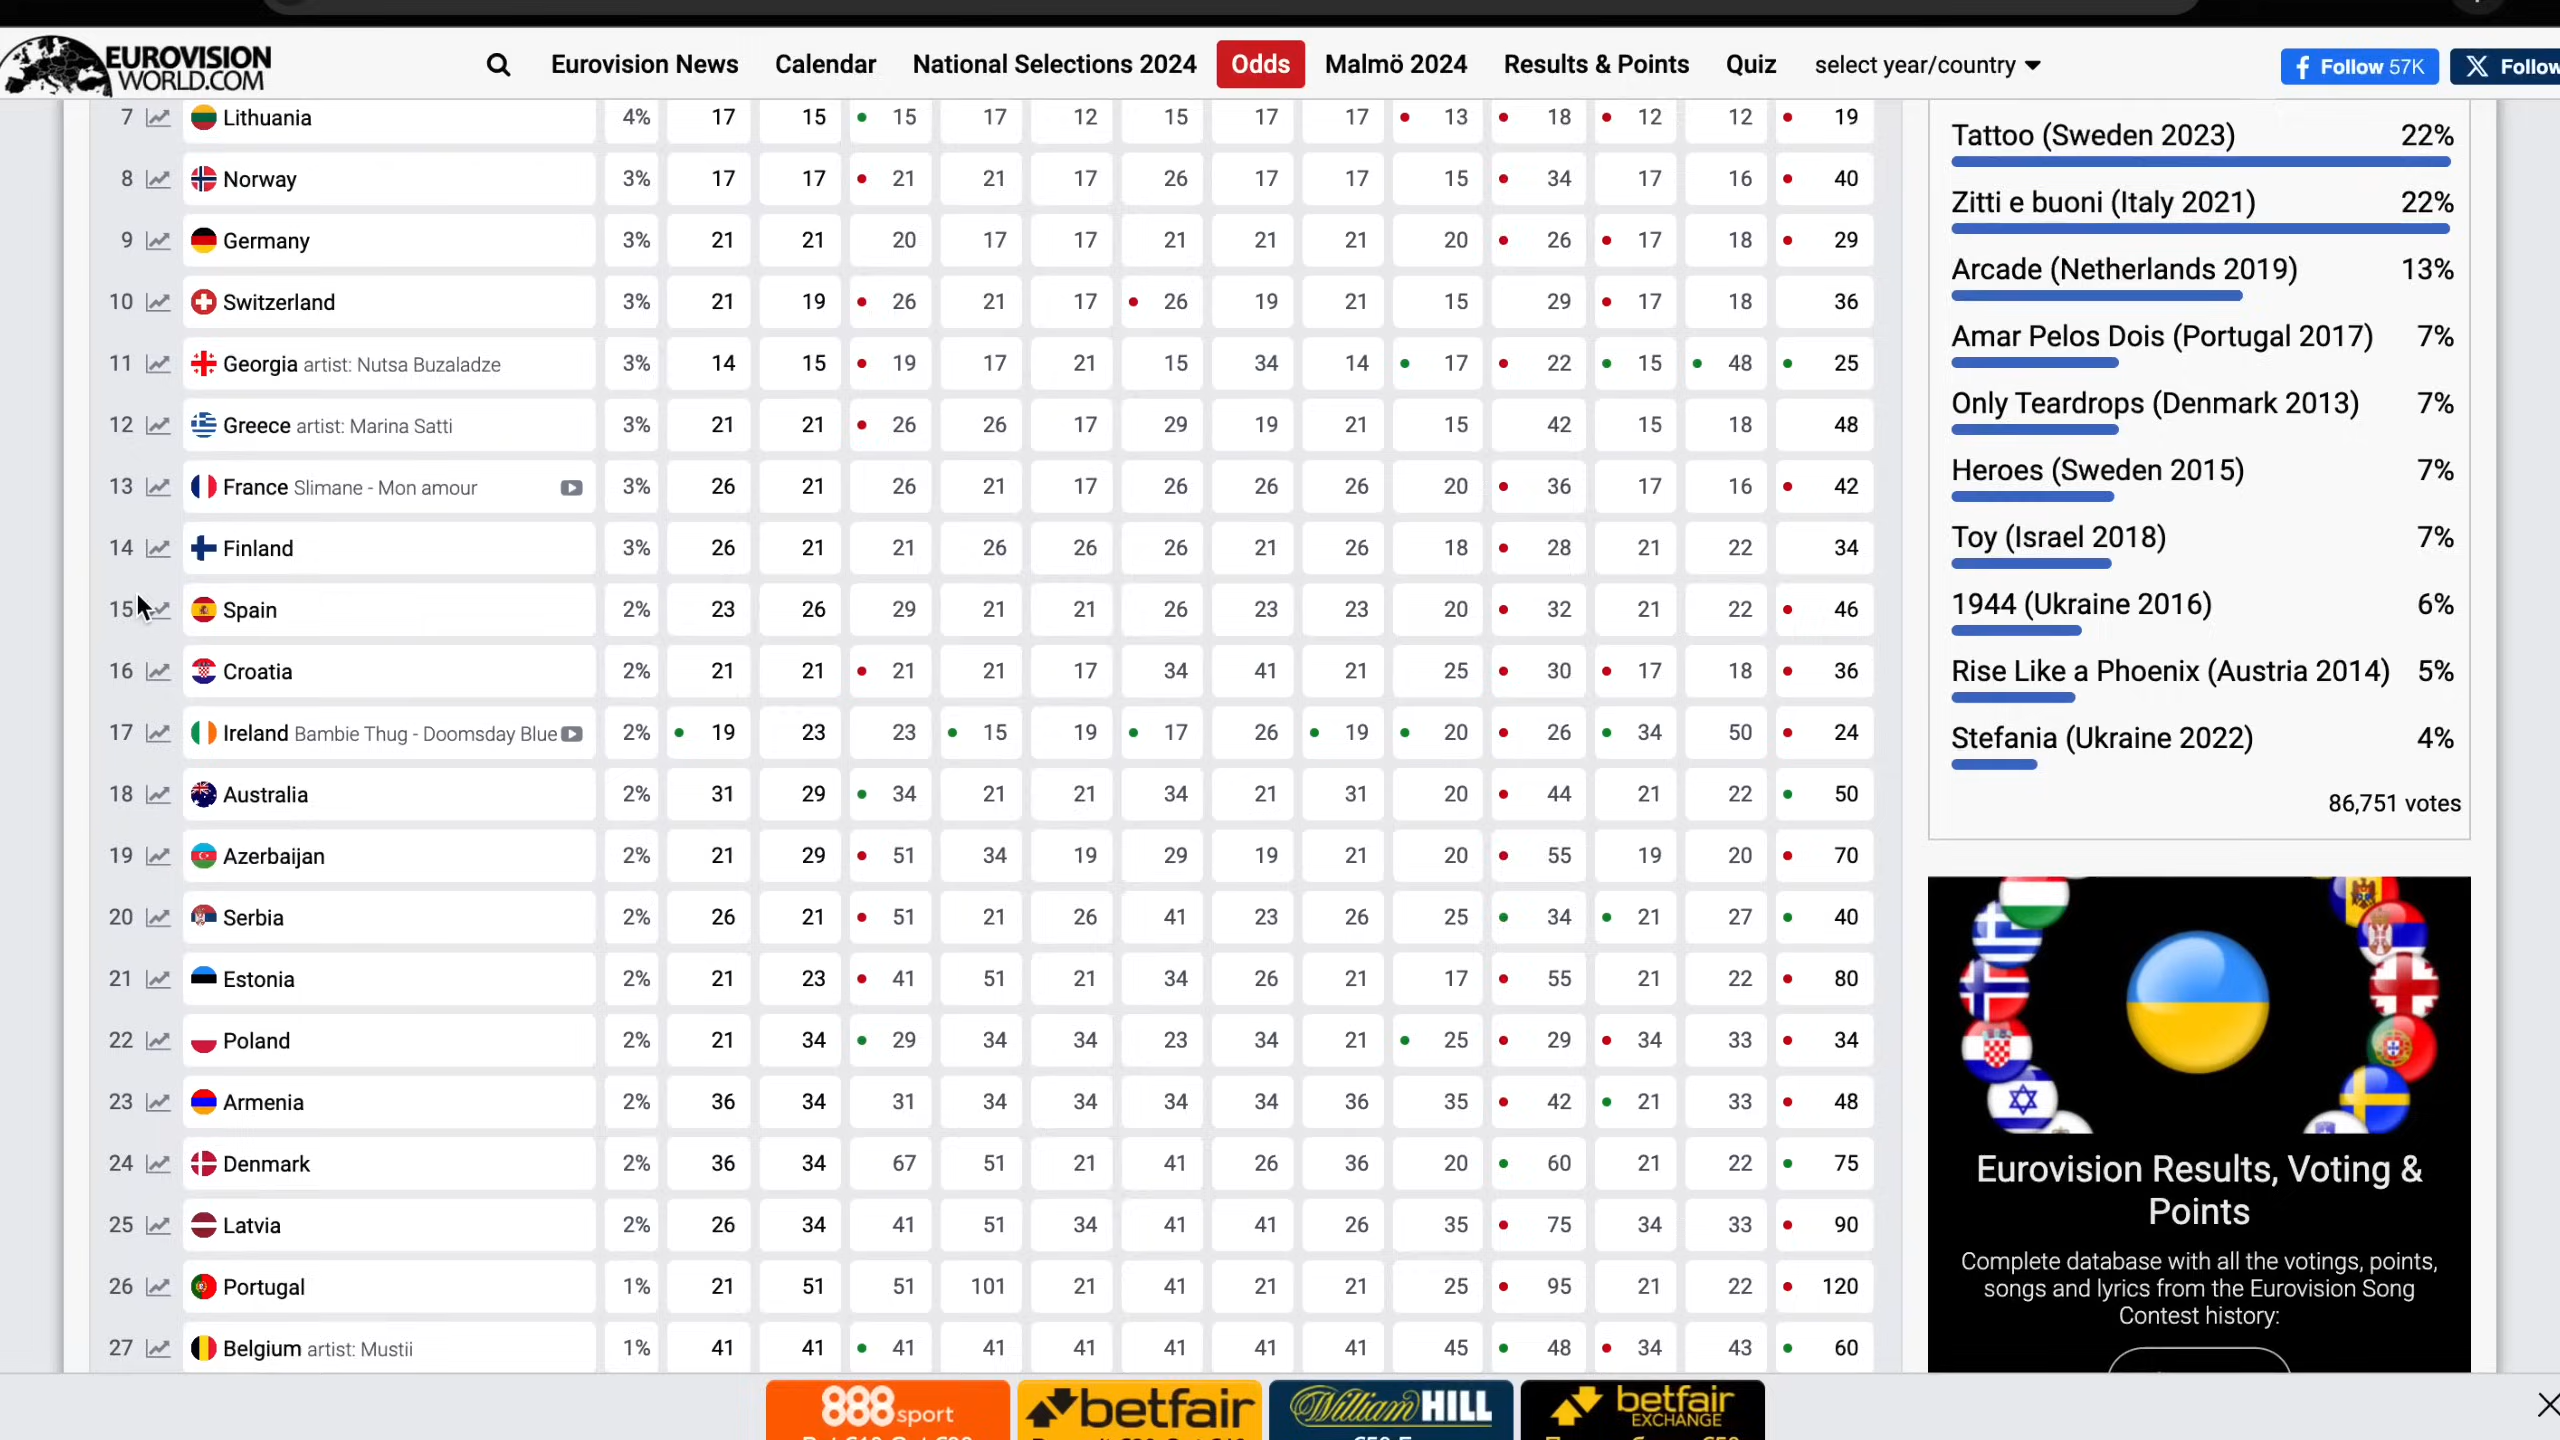 EUROVISION
WORLD.COM
Eurovision News
Calendar
National Selections 2024
Odds
Malmö 2024
Results & Points
Quiz
select year/country
Follow 57K
Follow
7 Lithuania 4% 17 15 15 17 12 15 17 17 13 18 12 12 19
8 Norway 3% 17 17 21 21 17 26 17 17 15 34 17 16 40
9 Germany 3% 21 21 20 17 17 21 21 21 20 26 17 18 29
10 Switzerland 3% 21 19 26 21 17 26 19 21 15 29 17 18 36
11 Georgia artist: Nutsa Buzaladze 3% 14 15 19 17 21 15 34 14 17 22 15 48 25
12 Greece artist: Marina Satti 3% 21 21 26 26 17 29 19 21 15 42 15 18 48
13 France Slimane - Mon amour 3% 26 21 26 21 17 26 26 26 20 36 17 16 42
14 Finland 3% 26 21 21 26 26 26 21 26 18 28 21 22 34
15 Spain 2% 23 26 29 21 21 26 23 23 20 32 21 22 46
16 Croatia 2% 21 21 21 21 17 34 41 21 25 30 17 18 36
17 Ireland Bambie Thug - Doomsday Blue 2% 19 23 23 15 19 17 26 19 20 26 34 50 24
18 Australia 2% 31 29 34 21 21 34 21 31 20 44 21 22 50
19 Azerbaijan 2% 21 29 51 34 19 29 19 21 20 55 19 20 70
20 Serbia 2% 26 21 51 21 26 41 23 26 25 34 21 27 40
21 Estonia 2% 21 23 41 51 21 34 26 21 17 55 21 22 80
22 Poland 2% 21 34 29 34 34 23 34 21 25 29 34 33 34
23 Armenia 2% 36 34 31 34 34 34 34 36 35 42 21 33 48
24 Denmark 2% 36 34 67 51 21 41 26 36 20 60 21 22 75
25 Latvia 2% 26 34 41 51 34 41 41 26 35 75 34 33 90
26 Portugal 1% 21 51 51 101 21 41 21 21 25 95 21 22 120
27 Belgium artist: Mustii 1% 41 41 41 41 41 41 41 41 45 48 34 43 60
Tattoo (Sweden 2023) 22%
Zitti e buoni (Italy 2021) 22%
Arcade (Netherlands 2019) 13%
Amar Pelos Dois (Portugal 2017) 7%
Only Teardrops (Denmark 2013) 7%
Heroes (Sweden 2015) 7%
Toy (Israel 2018) 7%
1944 (Ukraine 2016) 6%
Rise Like a Phoenix (Austria 2014) 5%
Stefania (Ukraine 2022) 4%
86,751 votes
Eurovision Results, Voting &
Points
Complete database with all the votings, points,
songs and lyrics from the Eurovision Song
Contest history:
888sport
betfair
William HILL
betfair
EXCHANGE